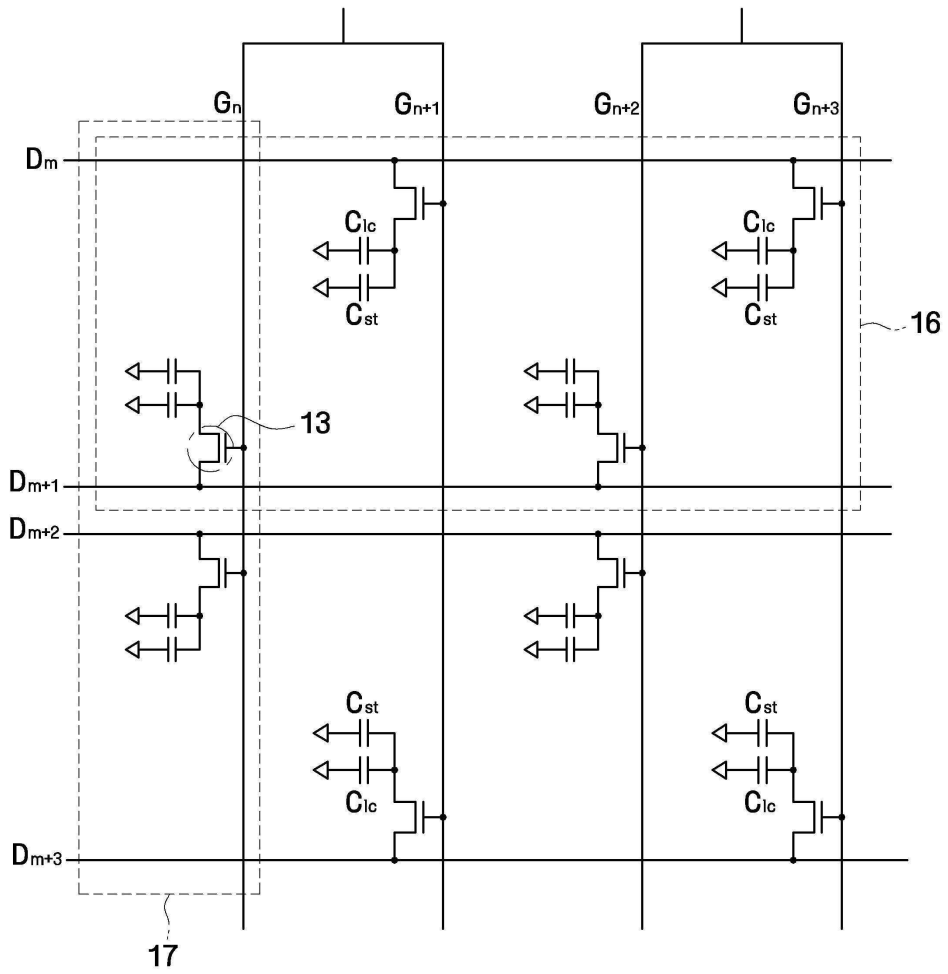 Gn Gn+1 Gn+2 Gn+3
Dm
Clc Clc
Cst Cst
16
13
Dm+1
Dm+2
Cst Cst
Clc Clc
Dm+3
17